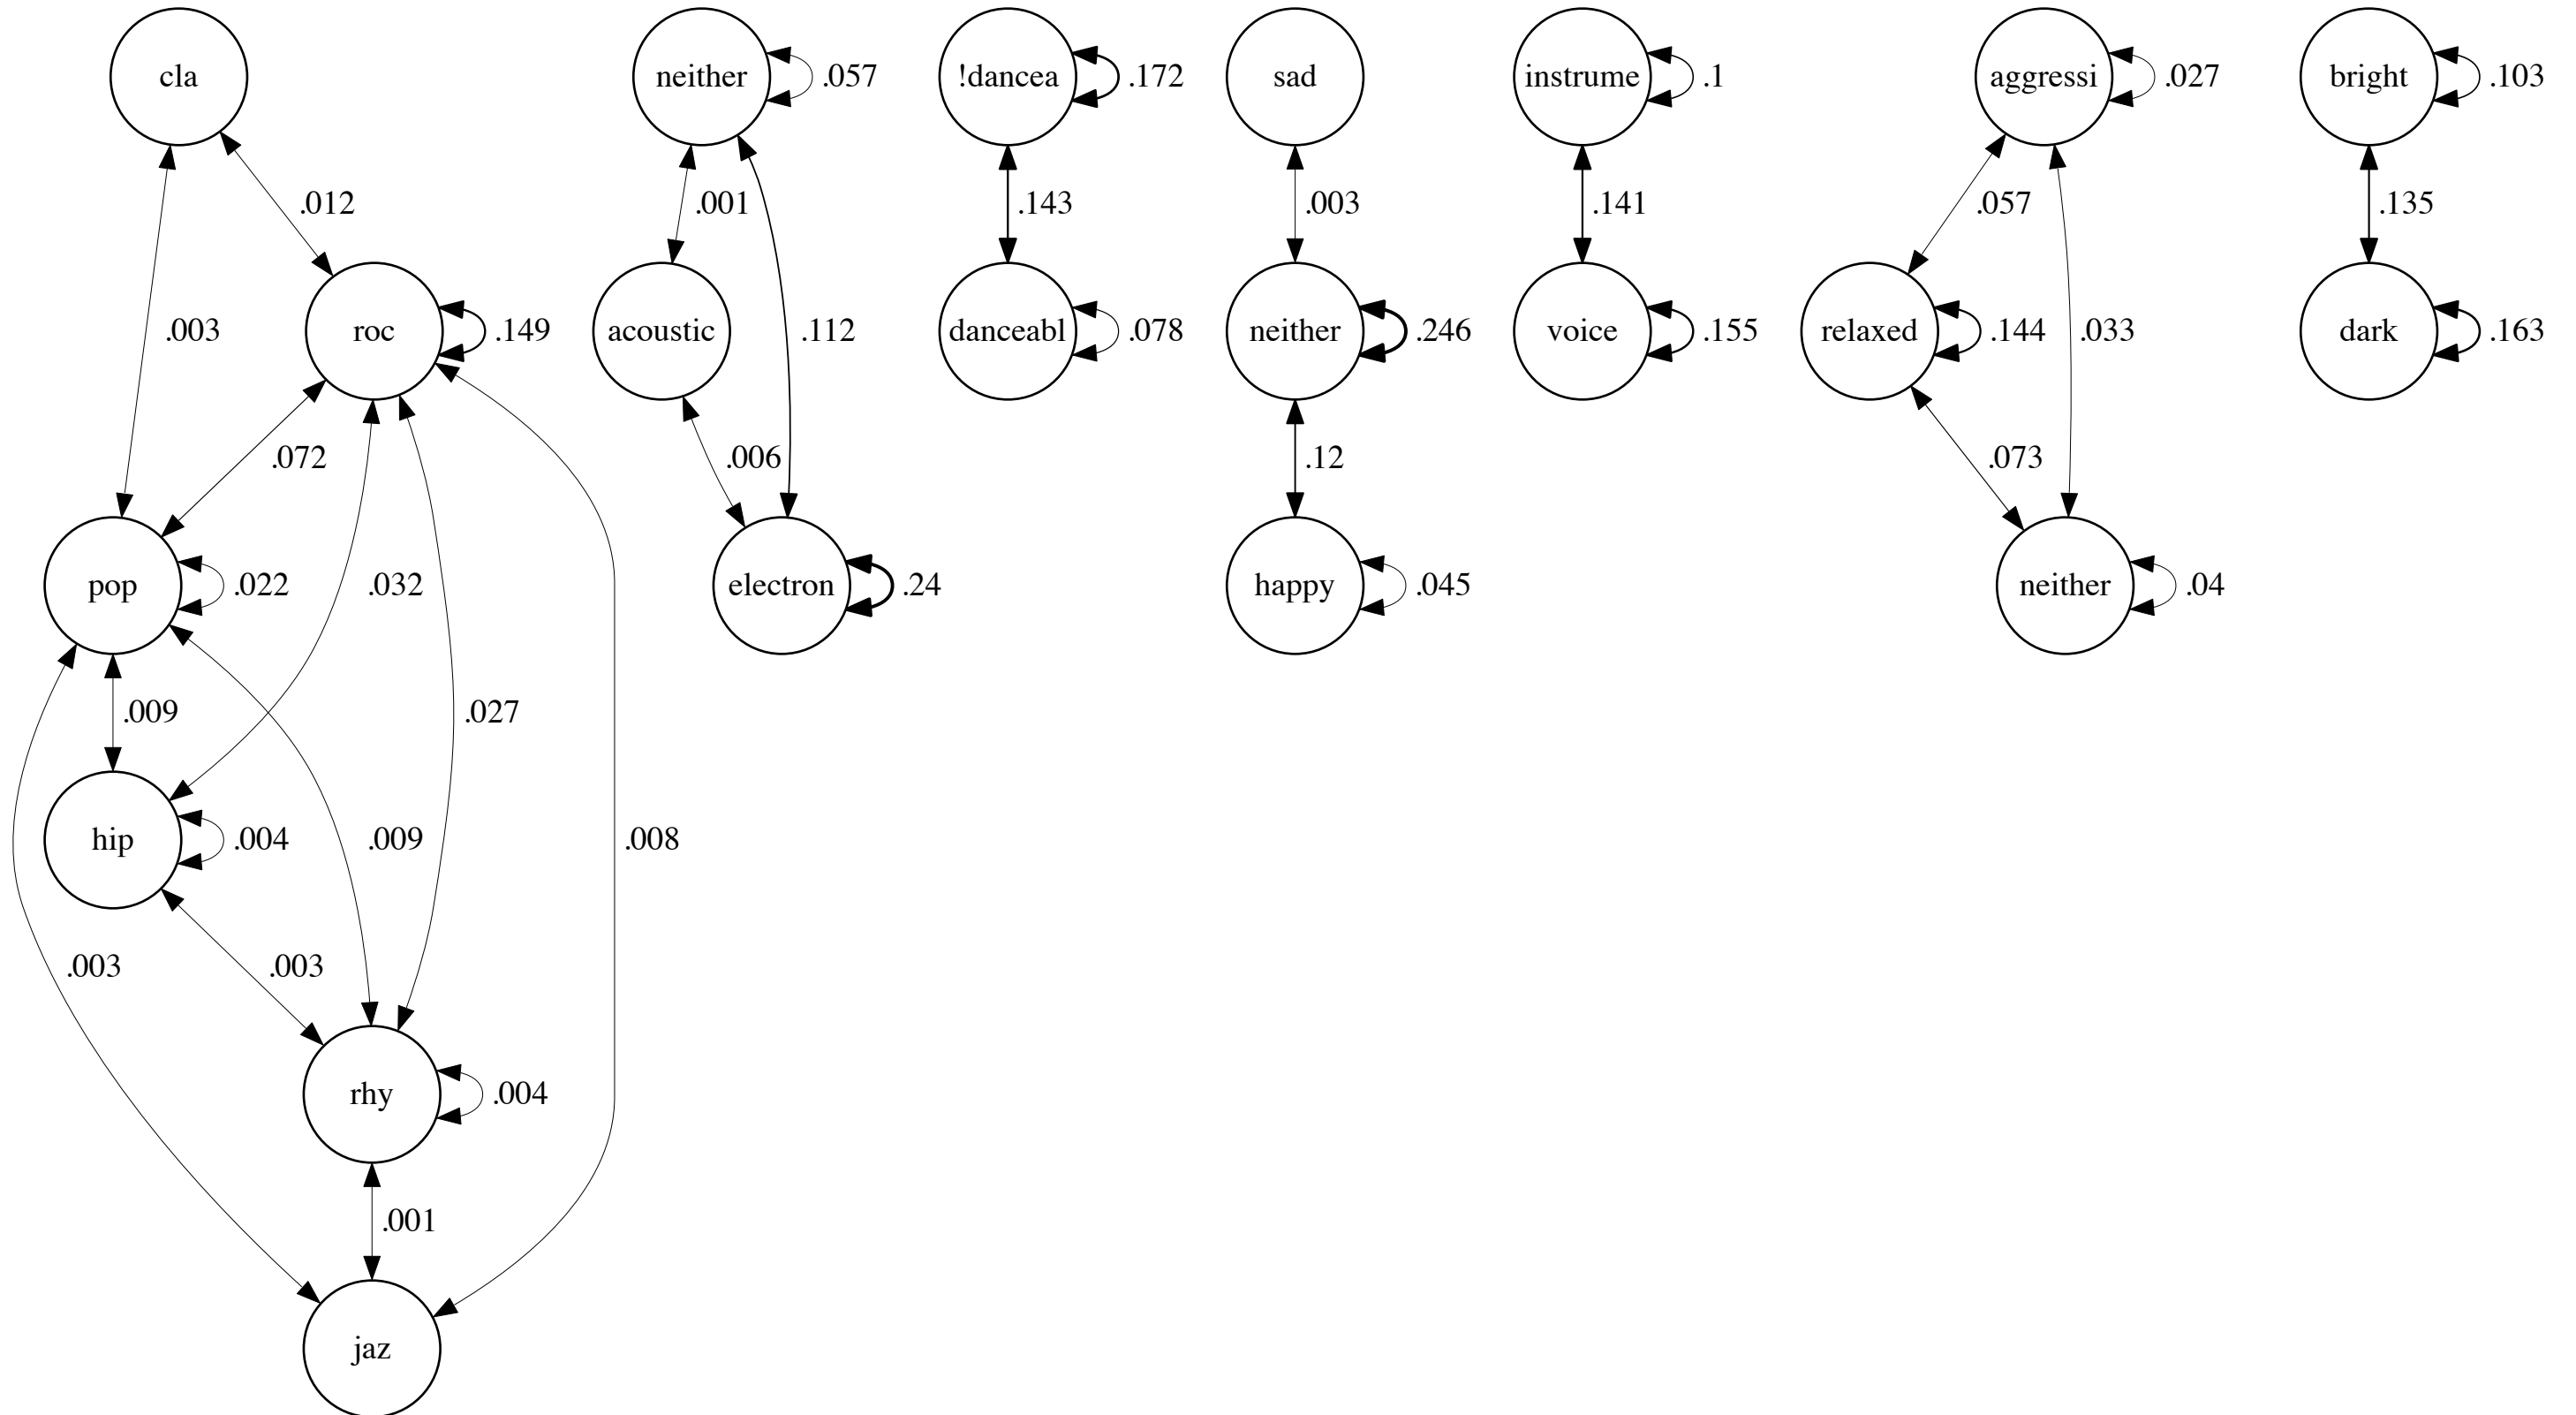 cla
neither
.057
!dancea
.172
sad
instrume
.1
aggressi
.027
bright
.103
.012
.001
.143
.003
.141
.057
.135
.003
roc
.149
acoustic
.112
danceabl
.078
neither
.246
voice
.155
relaxed
.144
.033
dark
.163
.072
.006
.12
.073
pop
.022
.032
electron
.24
happy
.045
neither
.04
.009
.027
hip
.004
.009
.008
.003
.003
rhy
.004
.001
jaz